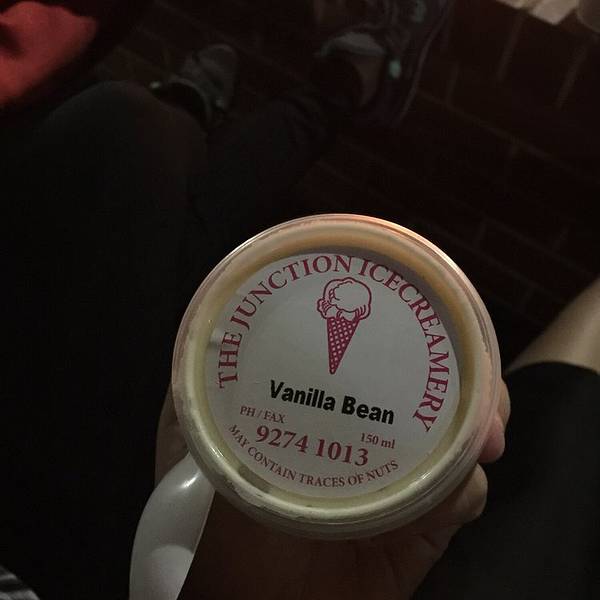 THE JUNCTION ICECREAMERY
Vanilla Bean
PH / FAX
150 ml
9274 1013
MAY CONTAIN TRACES OF NUTS